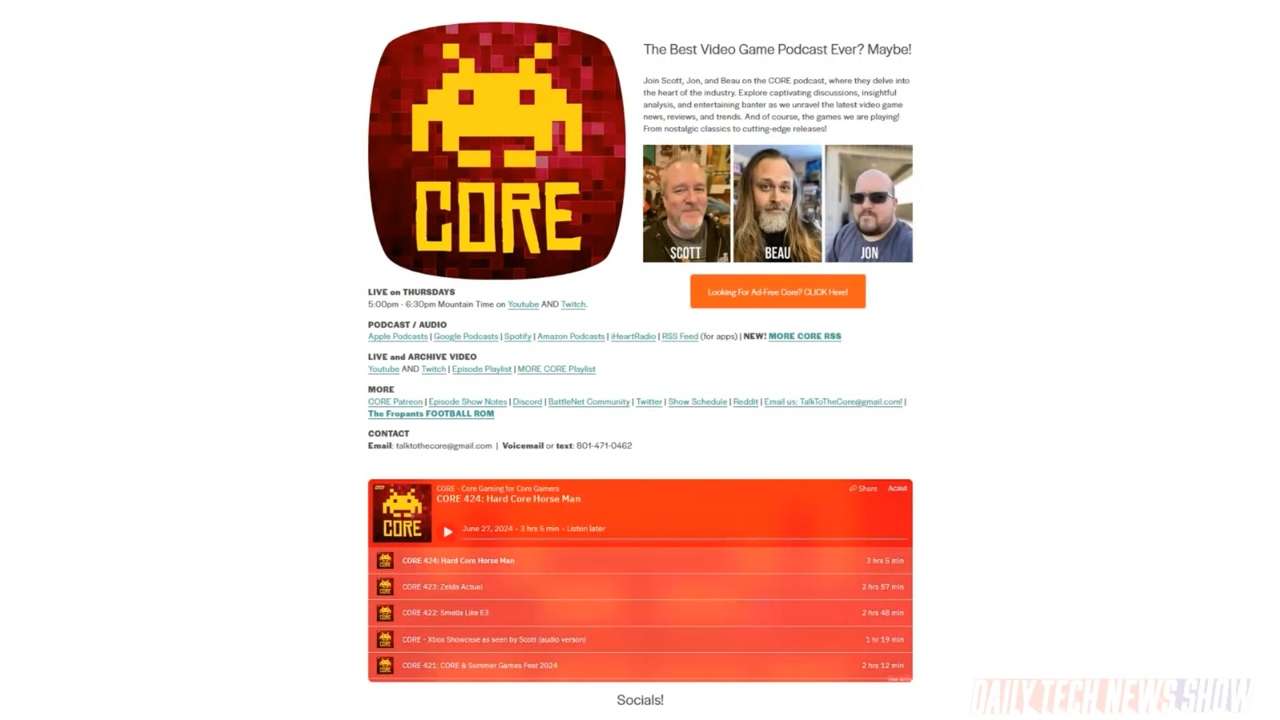 The Best Video Game Podcast Ever? Maybe!
Join Scott, Jon, and Beau on the CORE podcast, where they delve into
the heart of the industry. Explore captivating discussions, insightful
analysis, and entertaining banter as we unravel the latest video game
news, reviews, and trends. And of course, the games we are playing!
From nostalgic classics to cutting-edge releases!
CORE
SCOTT
BEAU
JON
Looking For Ad-Free Core? CLICK Here!
LIVE on THURSDAYS
5:00pm - 6:30pm Mountain Time on Youtube AND Twitch.
PODCAST / AUDIO
Apple Podcasts | Google Podcasts | Spotify | Amazon Podcasts | iHeartRadio | RSS Feed (for apps) | NEW! MORE CORE RSS
LIVE and ARCHIVE VIDEO
Youtube AND Twitch | Episode Playlist | MORE CORE Playlist
MORE
CORE Patreon | Episode Show Notes | Discord | BattleNet Community | Twitter | Show Schedule | Reddit | Email us: TalkToTheCore@gmail.com! |
The Fropants FOOTBALL ROM
CONTACT
Email: talktothecore@gmail.com | Voicemail or text: 801-471-0462
CORE
CORE - Core Gaming for Core Gamers
CORE 424: Hard Core Horse Man
Share
Acast
June 27, 2024 - 3 hrs 5 min - Listen later
CORE 424: Hard Core Horse Man 3 hrs 5 min
CORE 423: Zelda Actual 2 hrs 57 min
CORE 422: Smells Like E3 2 hrs 48 min
CORE - Xbox Showcase as seen by Scott (audio verson) 1 hr 19 min
CORE 421: CORE & Summer Games Fest 2024 2 hrs 12 min
Socials!
DAILY TECH NEWS SHOW